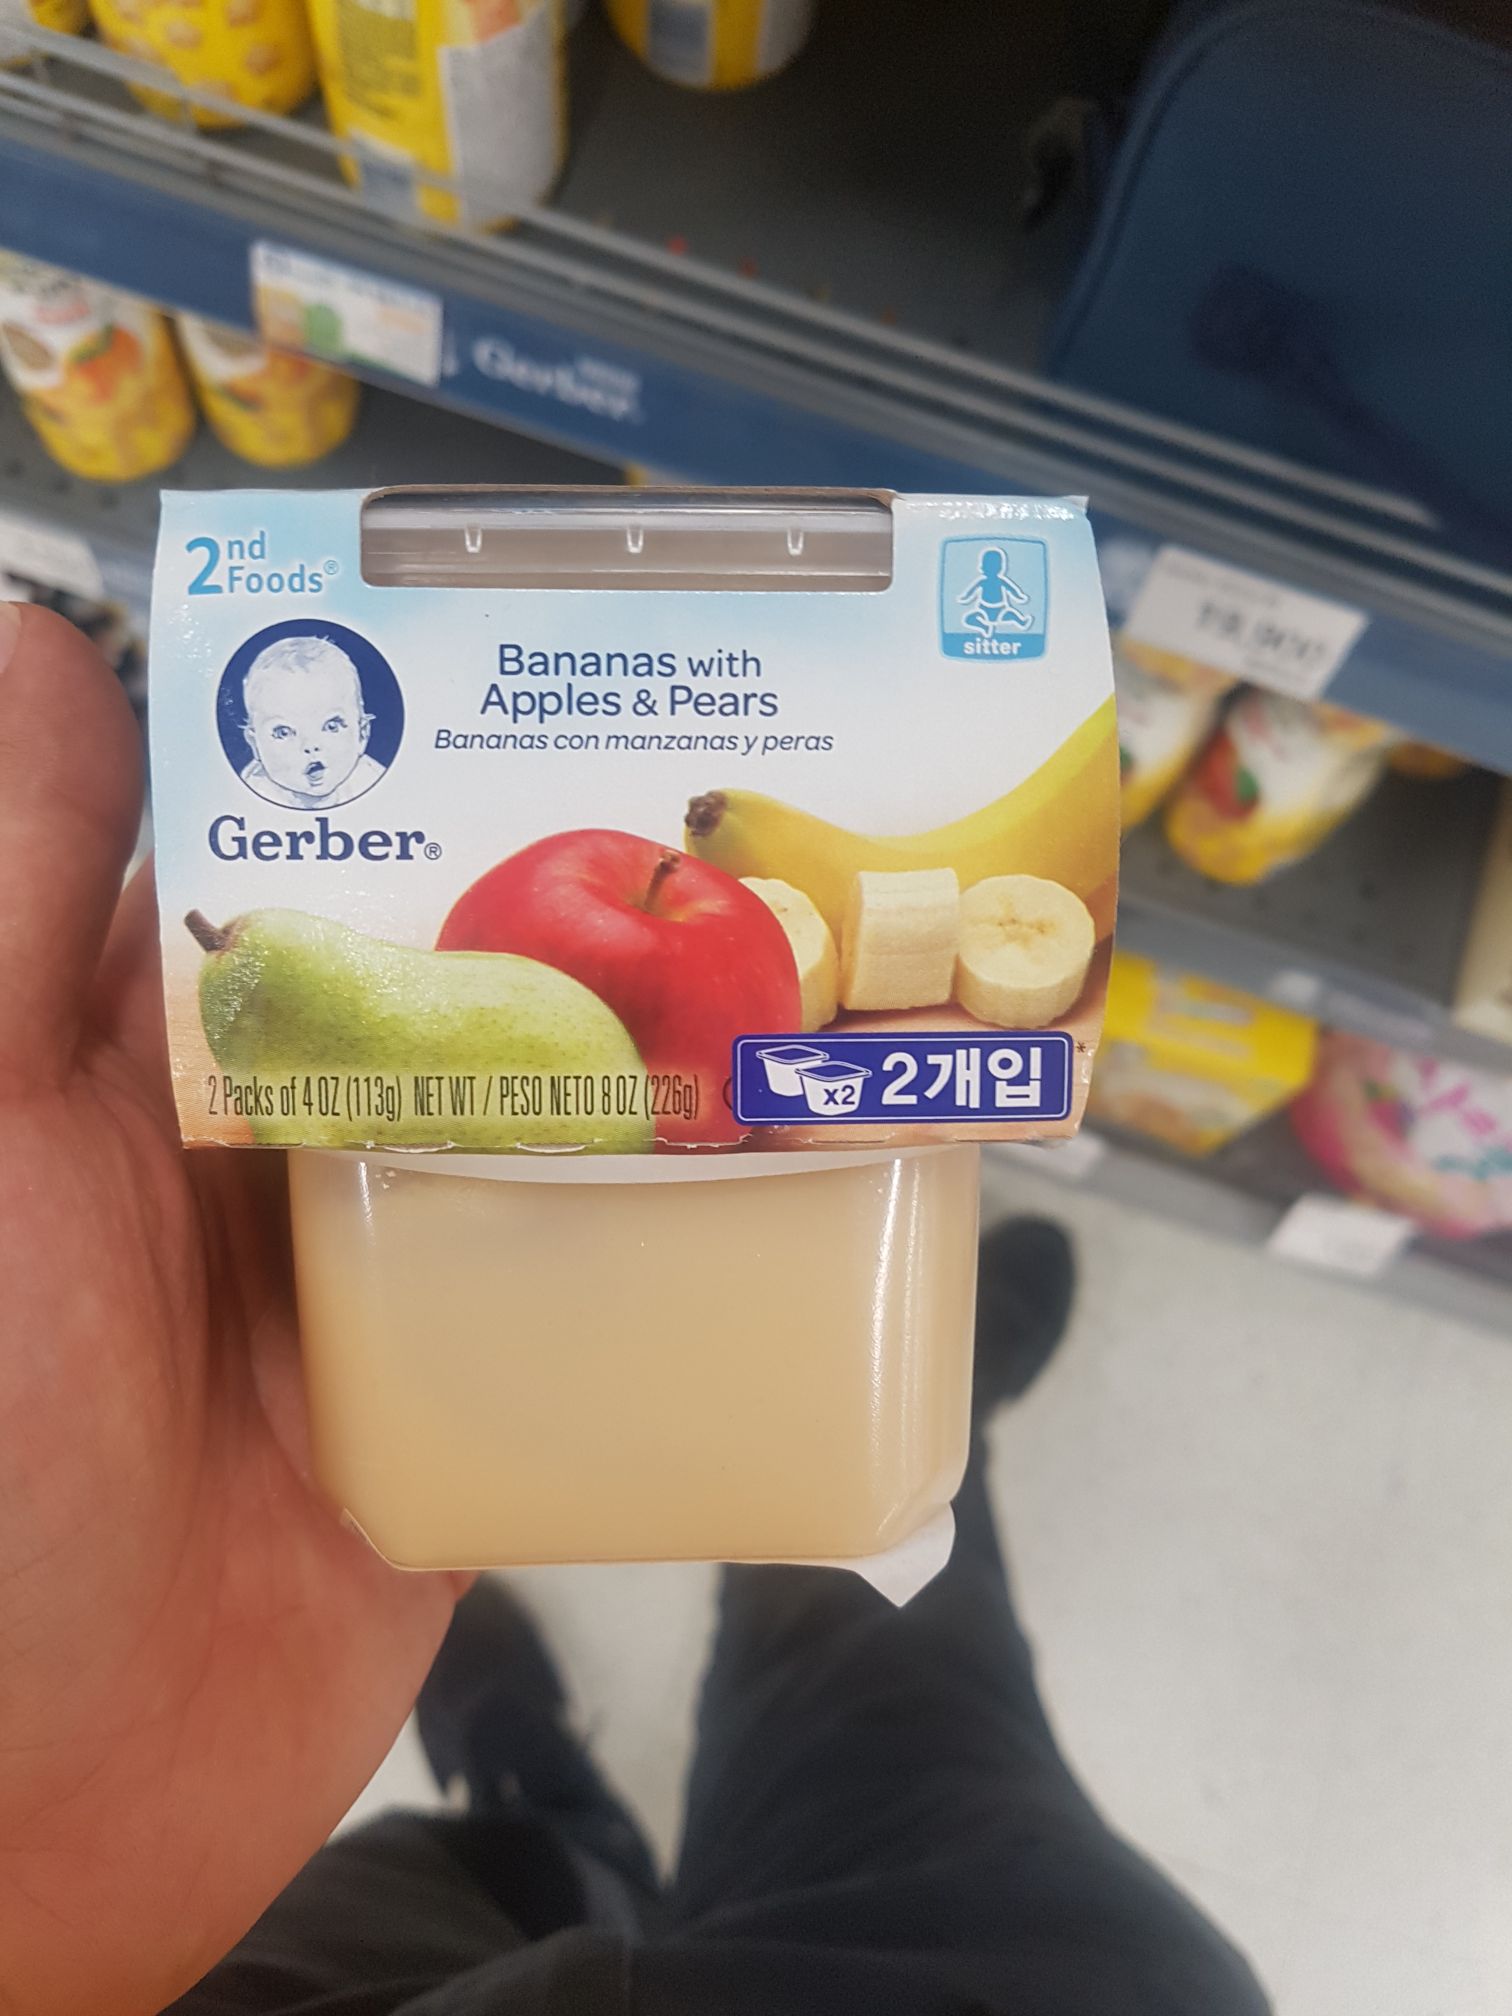 Gerber
2nd
Foods®
sitter
Bananas with
Apples & Pears
Bananas con manzanas y peras
Gerber®
2 Packs of 4 OZ (113g) NET WT / PESO NETO 8 OZ (226g)
x2 2개입*